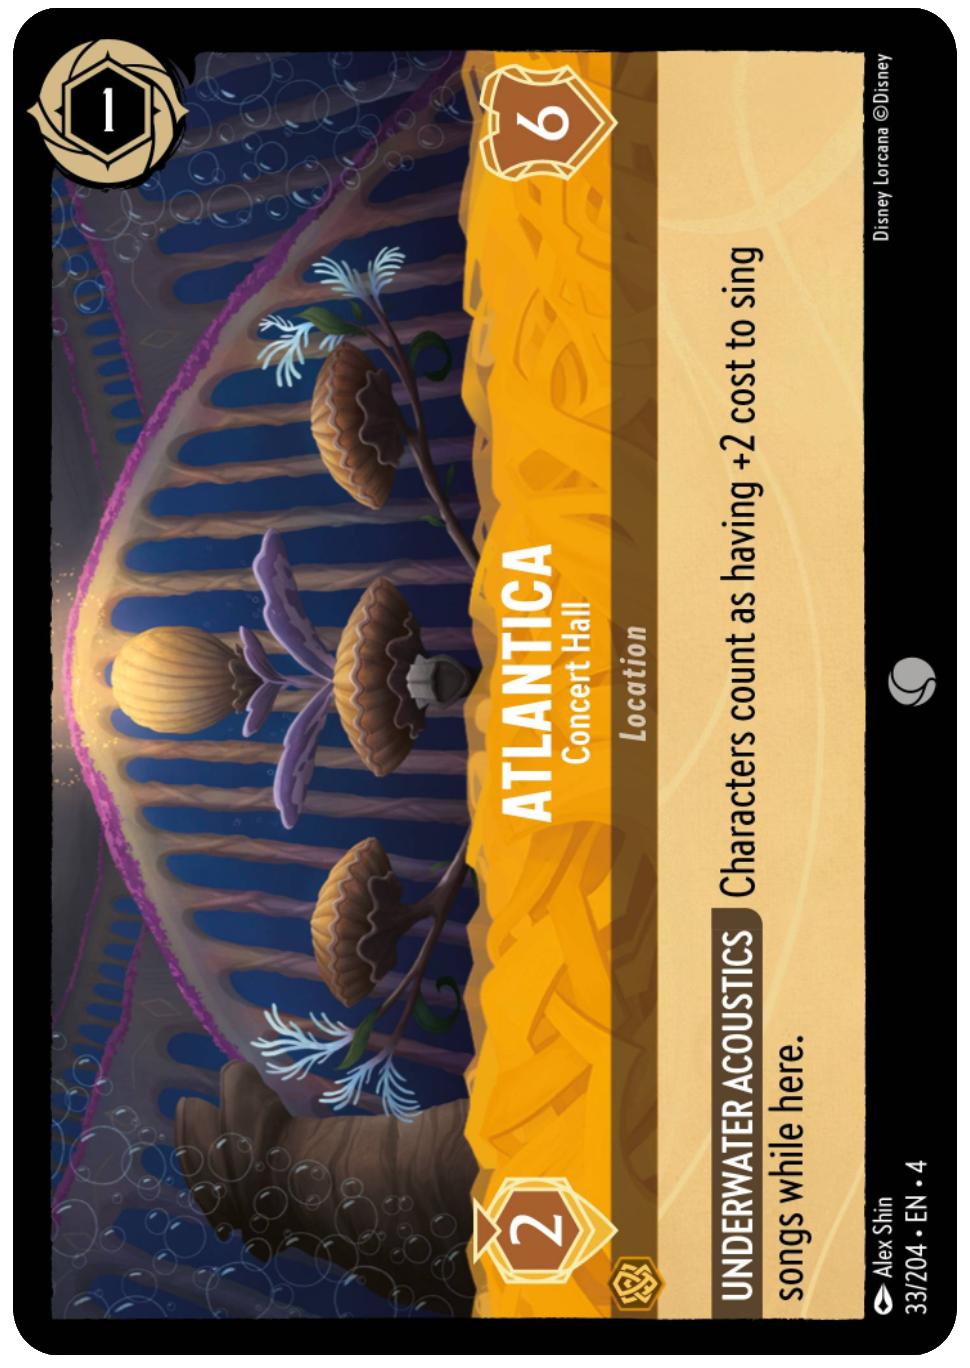 1
ATLANTICA
Concert Hall
2
6
Location
UNDERWATER ACOUSTICS Characters count as having +2 cost to sing
songs while here.
Alex Shin
33/204 • EN • 4
Disney Lorcana ©Disney